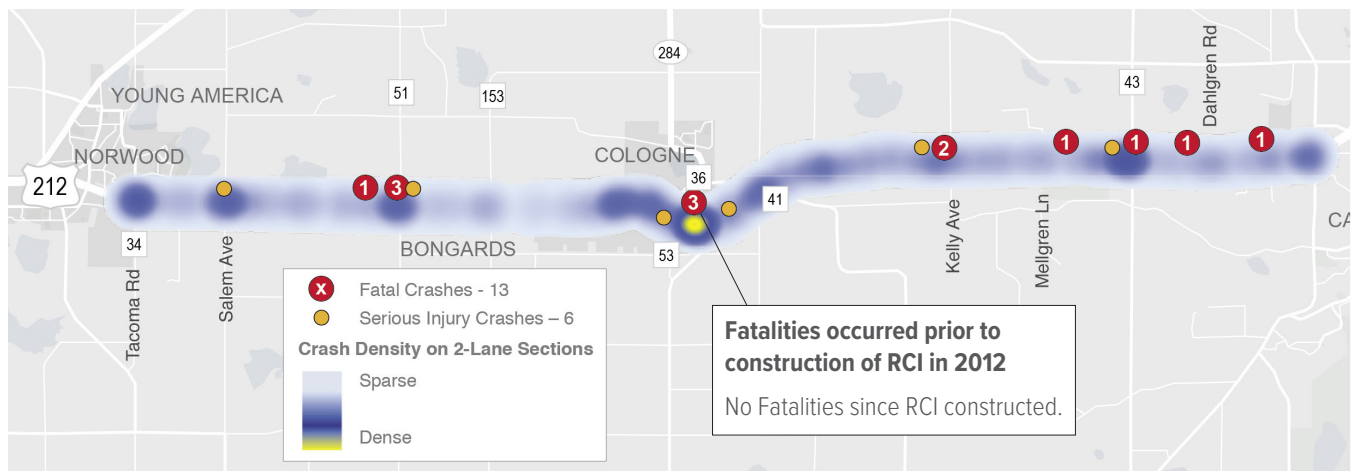 284
Dahlgren Rd
43
51
153
YOUNG AMERICA
1
1
1
1
2
NORWOOD
COLOGNE
212
36
1
3
3
41
34
BONGARDS
53
CA
Tacoma Rd
Salem Ave
Kelly Ave
Mellgren Ln
X Fatal Crashes - 13
Serious Injury Crashes – 6
Crash Density on 2-Lane Sections
Sparse
Dense
Fatalities occurred prior to
construction of RCI in 2012
No Fatalities since RCI constructed.